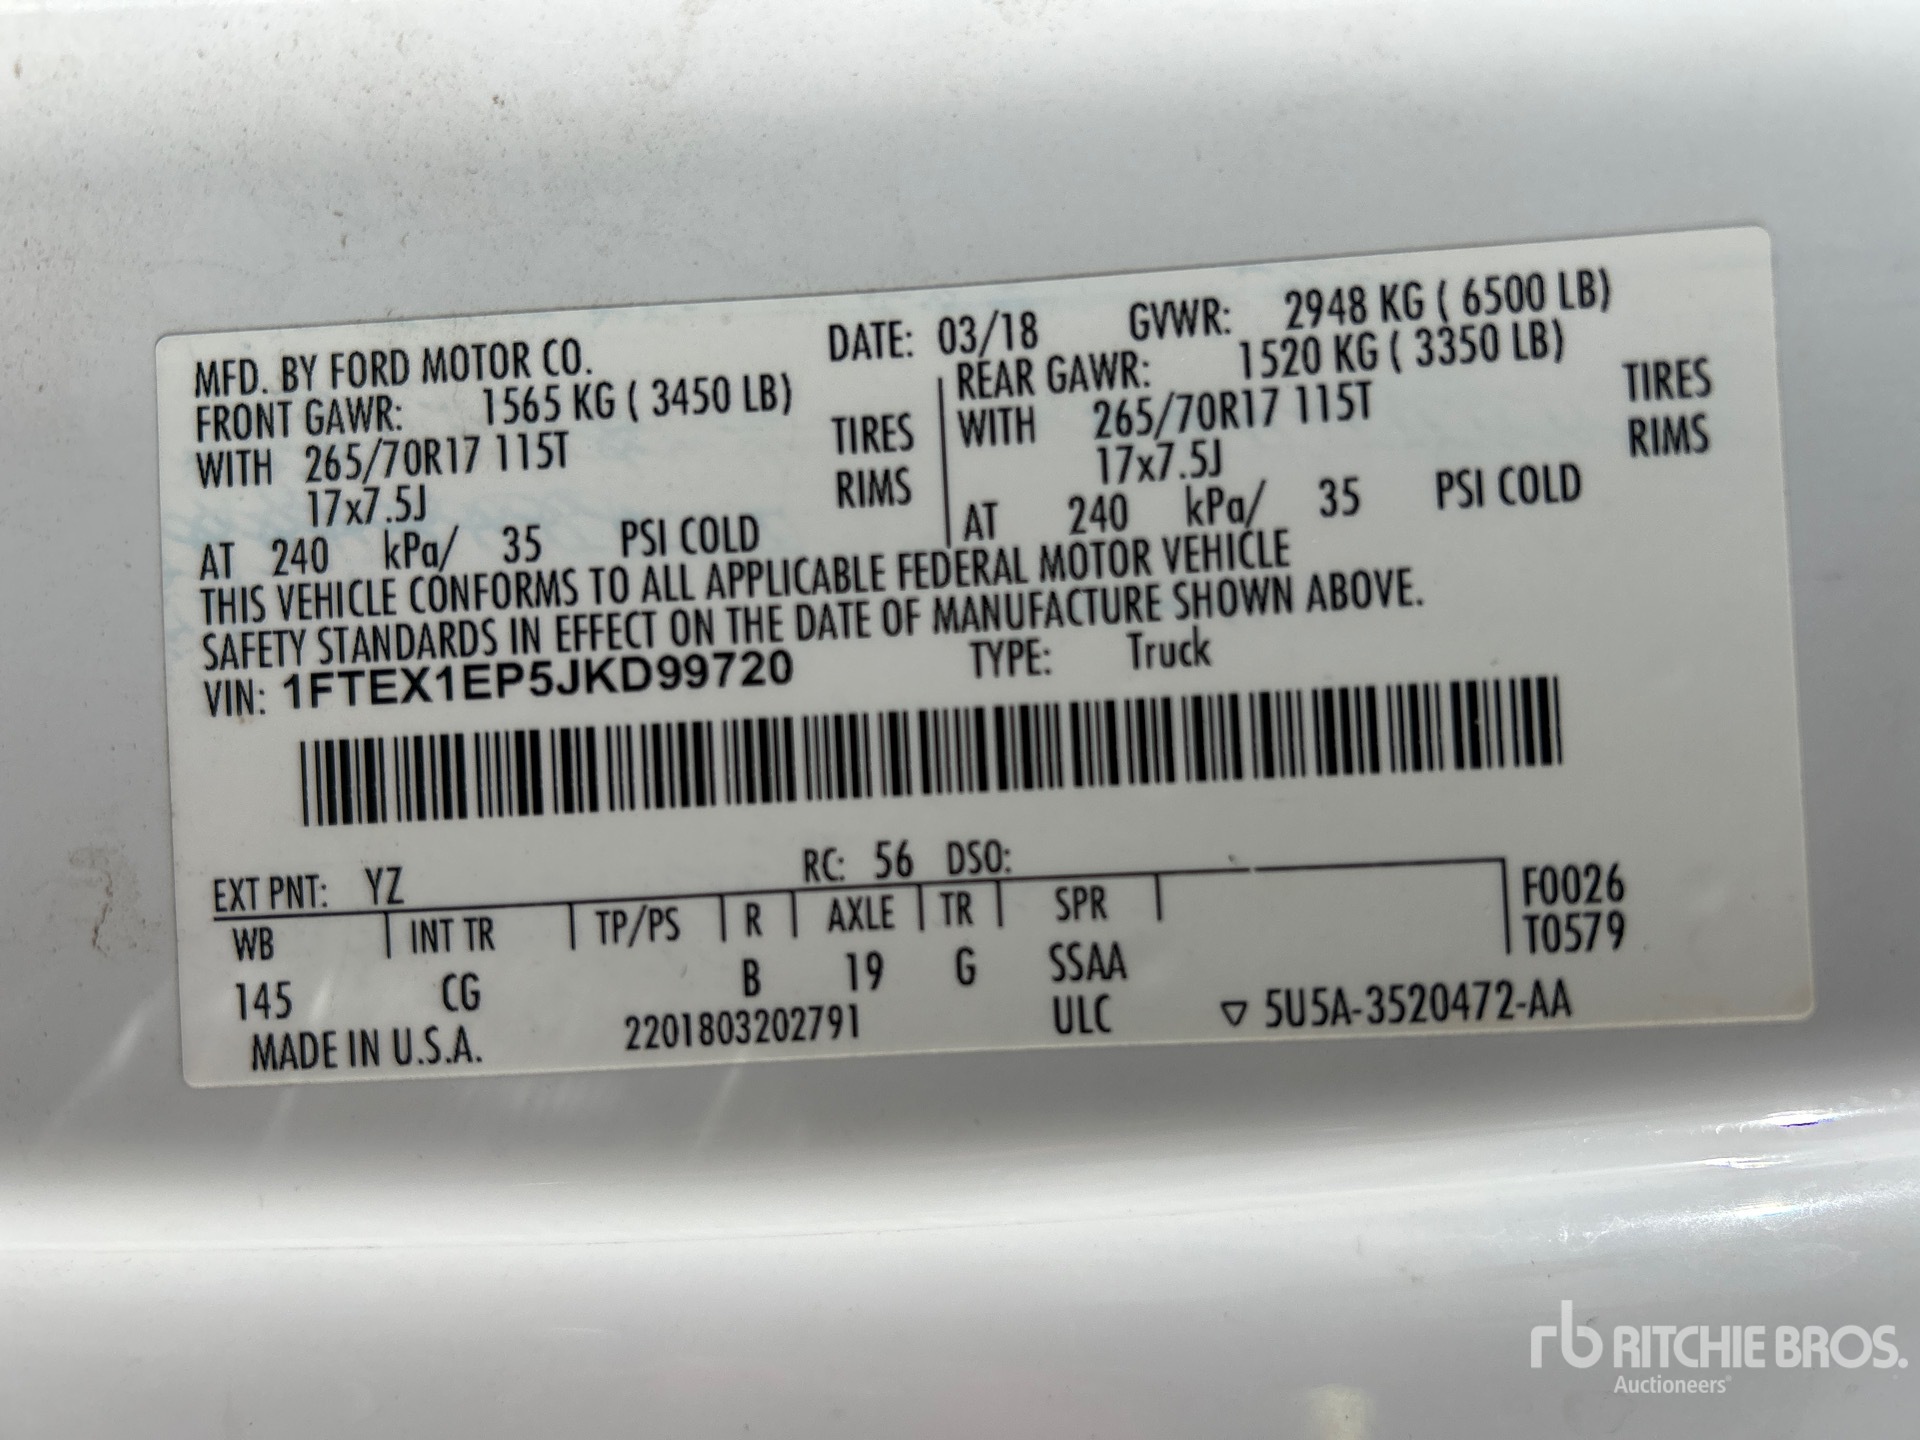 MFD. BY FORD MOTOR CO. DATE: 03/18 GVWR: 2948 KG ( 6500 LB)
FRONT GAWR: 1565 KG ( 3450 LB) REAR GAWR: 1520 KG ( 3350 LB)
WITH 265/70R17 115T TIRES WITH 265/70R17 115T TIRES
17x7.5J RIMS 17x7.5J RIMS
AT 240 kPa/ 35 PSI COLD AT 240 kPa/ 35 PSI COLD
THIS VEHICLE CONFORMS TO ALL APPLICABLE FEDERAL MOTOR VEHICLE
SAFETY STANDARDS IN EFFECT ON THE DATE OF MANUFACTURE SHOWN ABOVE.
VIN: 1FTEX1EP5JKD99720 TYPE: Truck
EXT PNT: YZ RC: 56 DSO:
WB INT TR TP/PS R AXLE TR SPR F0026
T0579
145 CG B 19 G SSAA
MADE IN U.S.A. 2201803202791 ULC ▽ 5U5A-3520472-AA
rb RITCHIE BROS.
Auctioneers